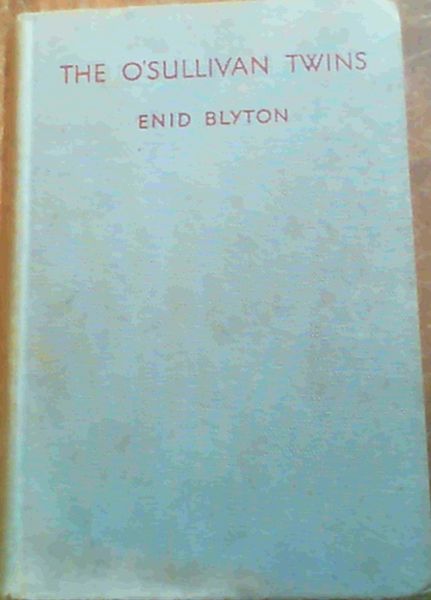 THE O'SULLIVAN TWINS
ENID BLYTON